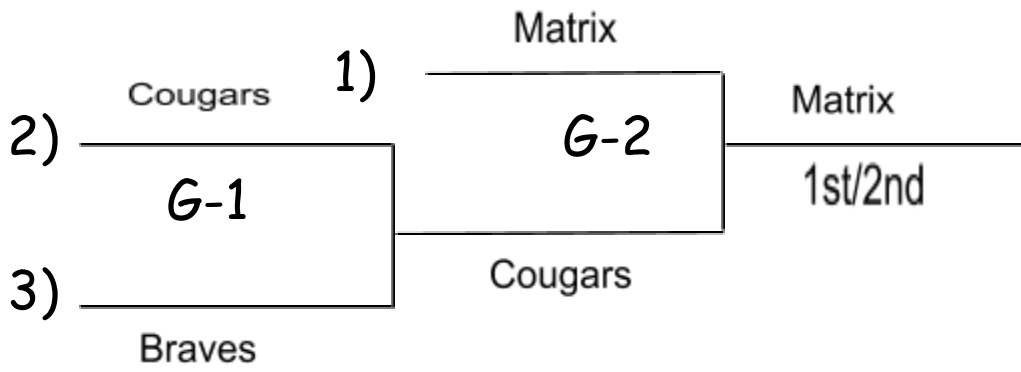 Matrix
1)
Cougars
Matrix
2)
G-2
1st/2nd
G-1
Cougars
3)
Braves